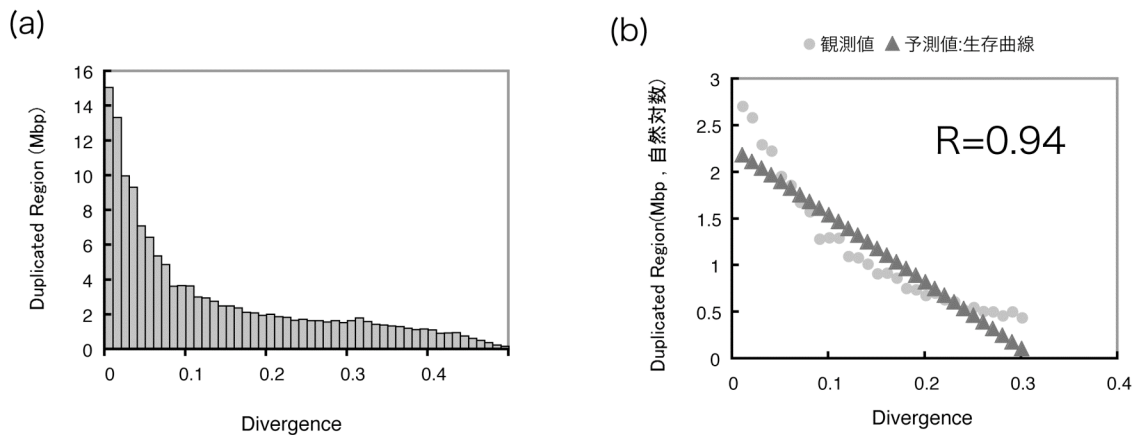 (a)
16
14
12
10
8
6
4
2
0
Duplicated Region (Mbp)
0 0.1 0.2 0.3 0.4
Divergence
(b)
観測値 予測値:生存曲線
3
2.5
2
1.5
1
0.5
0
Duplicated Region(Mbp , 自然対数)
R=0.94
0 0.1 0.2 0.3 0.4
Divergence